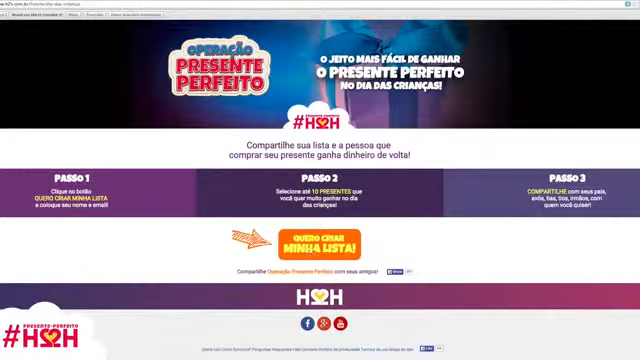 OPERAÇÃO
PRESENTE
PERFEITO
O JEITO MAIS FÁCIL DE GANHAR
O PRESENTE PERFEITO
NO DIA DAS CRIANÇAS!
PRESENTE-PERFEITO
#H2H
Compartilhe sua lista e a pessoa que
comprar seu presente ganha dinheiro de volta!
PASSO 1
Clique no botão
QUERO CRIAR MINHA LISTA
e coloque seu nome e email!
PASSO 2
Selecione até 10 PRESENTES que
você quer muito ganhar no dia
das crianças!
PASSO 3
COMPARTILHE com seus pais,
avós, tias, tios, irmãos, com
quem você quiser!
QUERO CRIAR
MINHA LISTA!
Compartilhe Operação Presente Perfeito com seus amigos!
H2H
PRESENTE-PERFEITO
#H2H